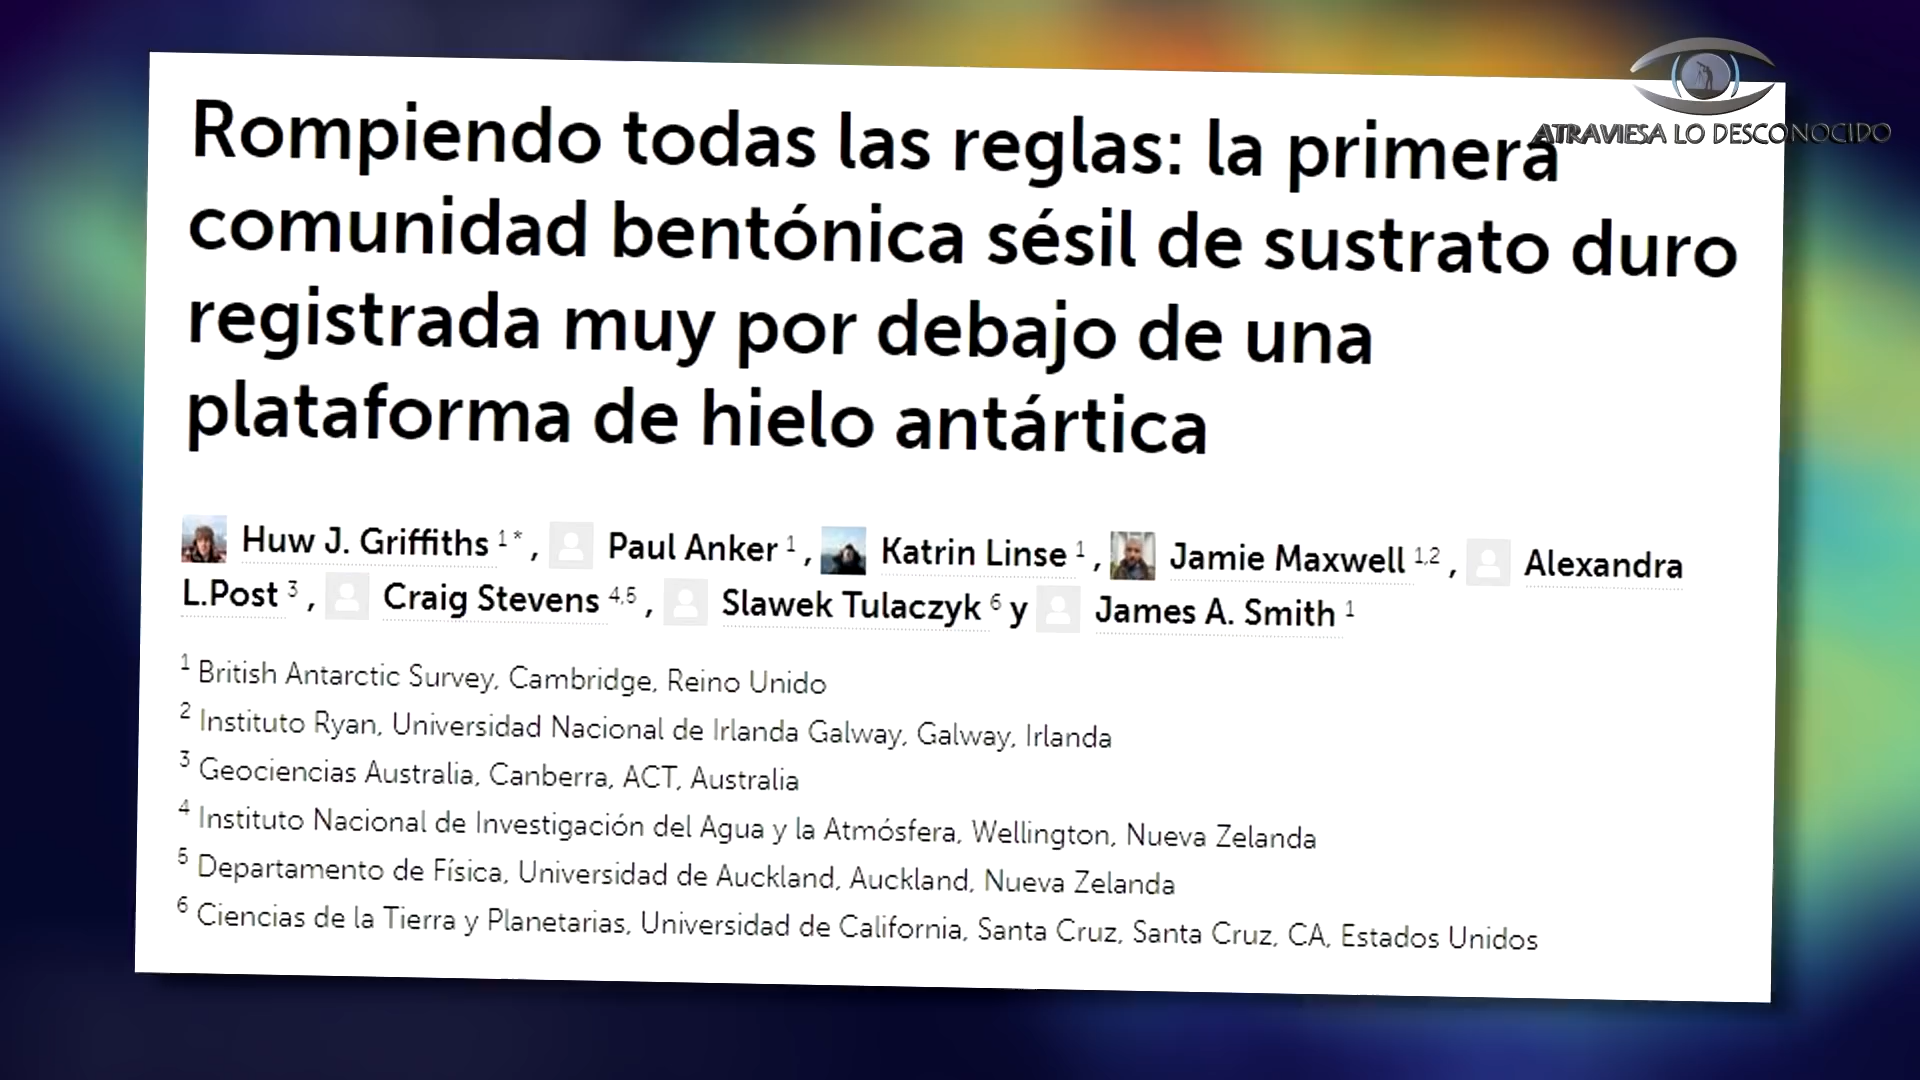 ATRAVIESA LO DESCONOCIDO
Rompiendo todas las reglas: la primera
comunidad bentónica sésil de sustrato duro
registrada muy por debajo de una
plataforma de hielo antártica
Huw J. Griffiths 1*, Paul Anker 1, Katrin Linse 1, Jamie Maxwell 1,2, Alexandra
L.Post 3, Craig Stevens 4,5, Slawek Tulaczyk 6 y James A. Smith 1
1 British Antarctic Survey, Cambridge, Reino Unido
2 Instituto Ryan, Universidad Nacional de Irlanda Galway, Galway, Irlanda
3 Geociencias Australia, Canberra, ACT, Australia
4 Instituto Nacional de Investigación del Agua y la Atmósfera, Wellington, Nueva Zelanda
5 Departamento de Física, Universidad de Auckland, Auckland, Nueva Zelanda
6 Ciencias de la Tierra y Planetarias, Universidad de California, Santa Cruz, Santa Cruz, CA, Estados Unidos